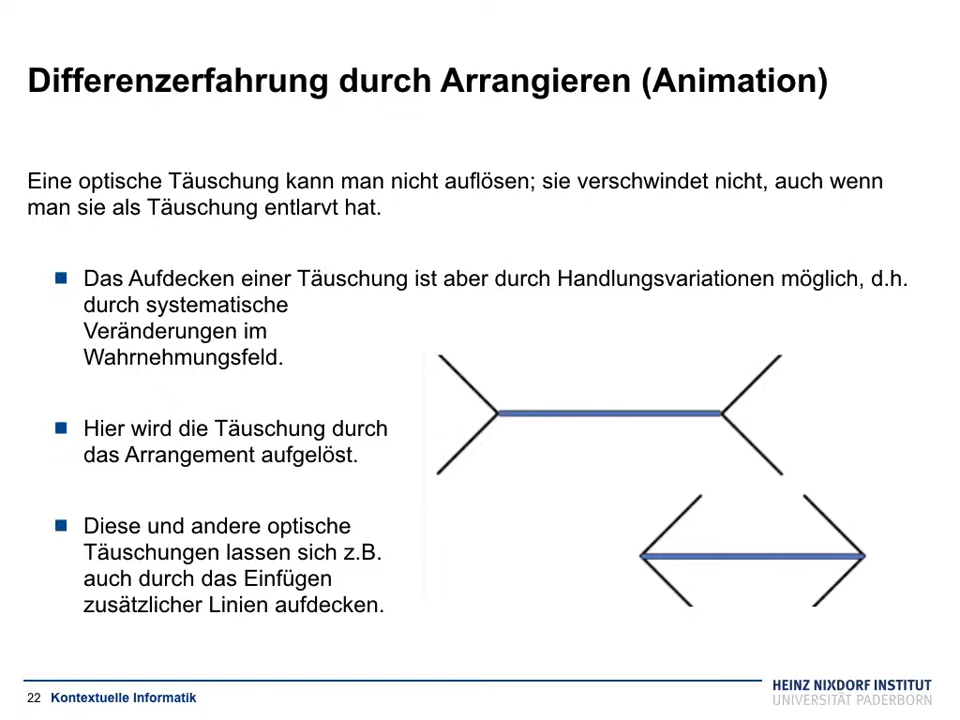 Differenzerfahrung durch Arrangieren (Animation)
Eine optische Täuschung kann man nicht auflösen; sie verschwindet nicht, auch wenn
man sie als Täuschung entlarvt hat.
Das Aufdecken einer Täuschung ist aber durch Handlungsvariationen möglich, d.h.
durch systematische
Veränderungen im
Wahrnehmungsfeld.
Hier wird die Täuschung durch
das Arrangement aufgelöst.
Diese und andere optische
Täuschungen lassen sich z.B.
auch durch das Einfügen
zusätzlicher Linien aufdecken.
22 Kontextuelle Informatik
HEINZ NIXDORF INSTITUT
UNIVERSITÄT PADERBORN